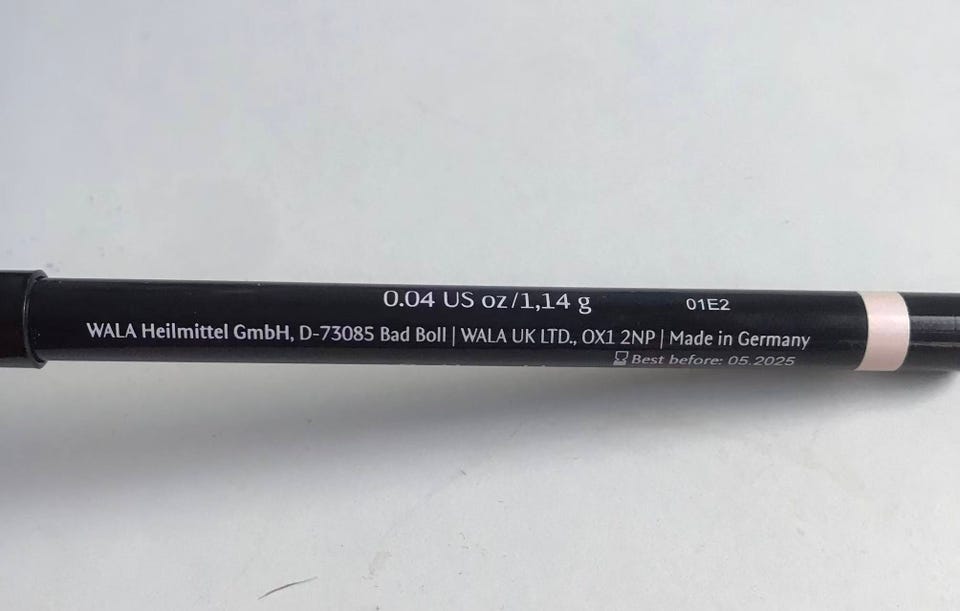 0.04 US oz/1,14 g 01E2
WALA Heilmittel GmbH, D-73085 Bad Boll | WALA UK LTD., OX1 2NP | Made in Germany
Best before: 05.2025